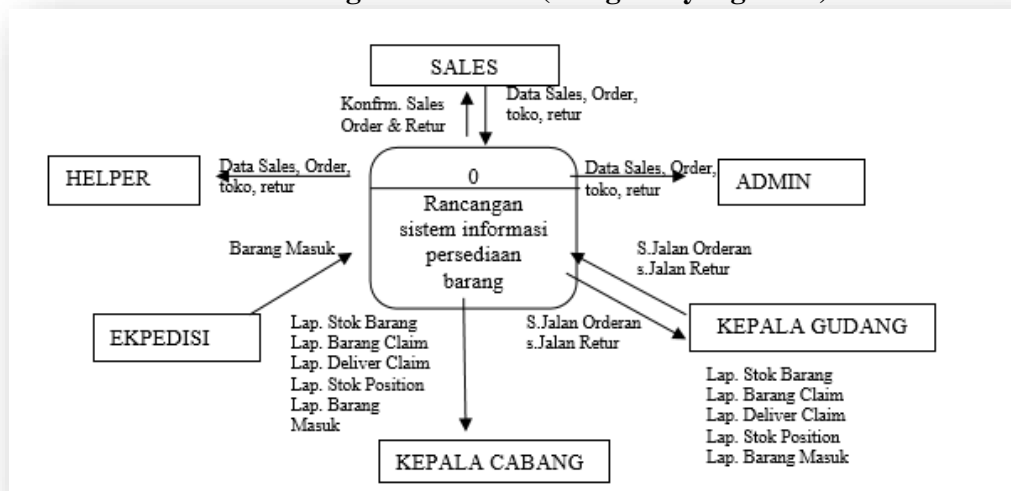 SALES
Konfrm. Sales
Order & Retur
Data Sales, Order,
toko, retur
HELPER
Data Sales, Order,
toko, retur
0
Rancangan
sistem informasi
persediaan
barang
Data Sales, Order,
toko, retur
ADMIN
Barang Masuk
S.Jalan Orderan
s.Jalan Retur
EKPEDISI
Lap. Stok Barang
Lap. Barang Claim
Lap. Deliver Claim
Lap. Stok Position
Lap. Barang
Masuk
S.Jalan Orderan
s.Jalan Retur
KEPALA GUDANG
Lap. Stok Barang
Lap. Barang Claim
Lap. Deliver Claim
Lap. Stok Position
Lap. Barang Masuk
KEPALA CABANG